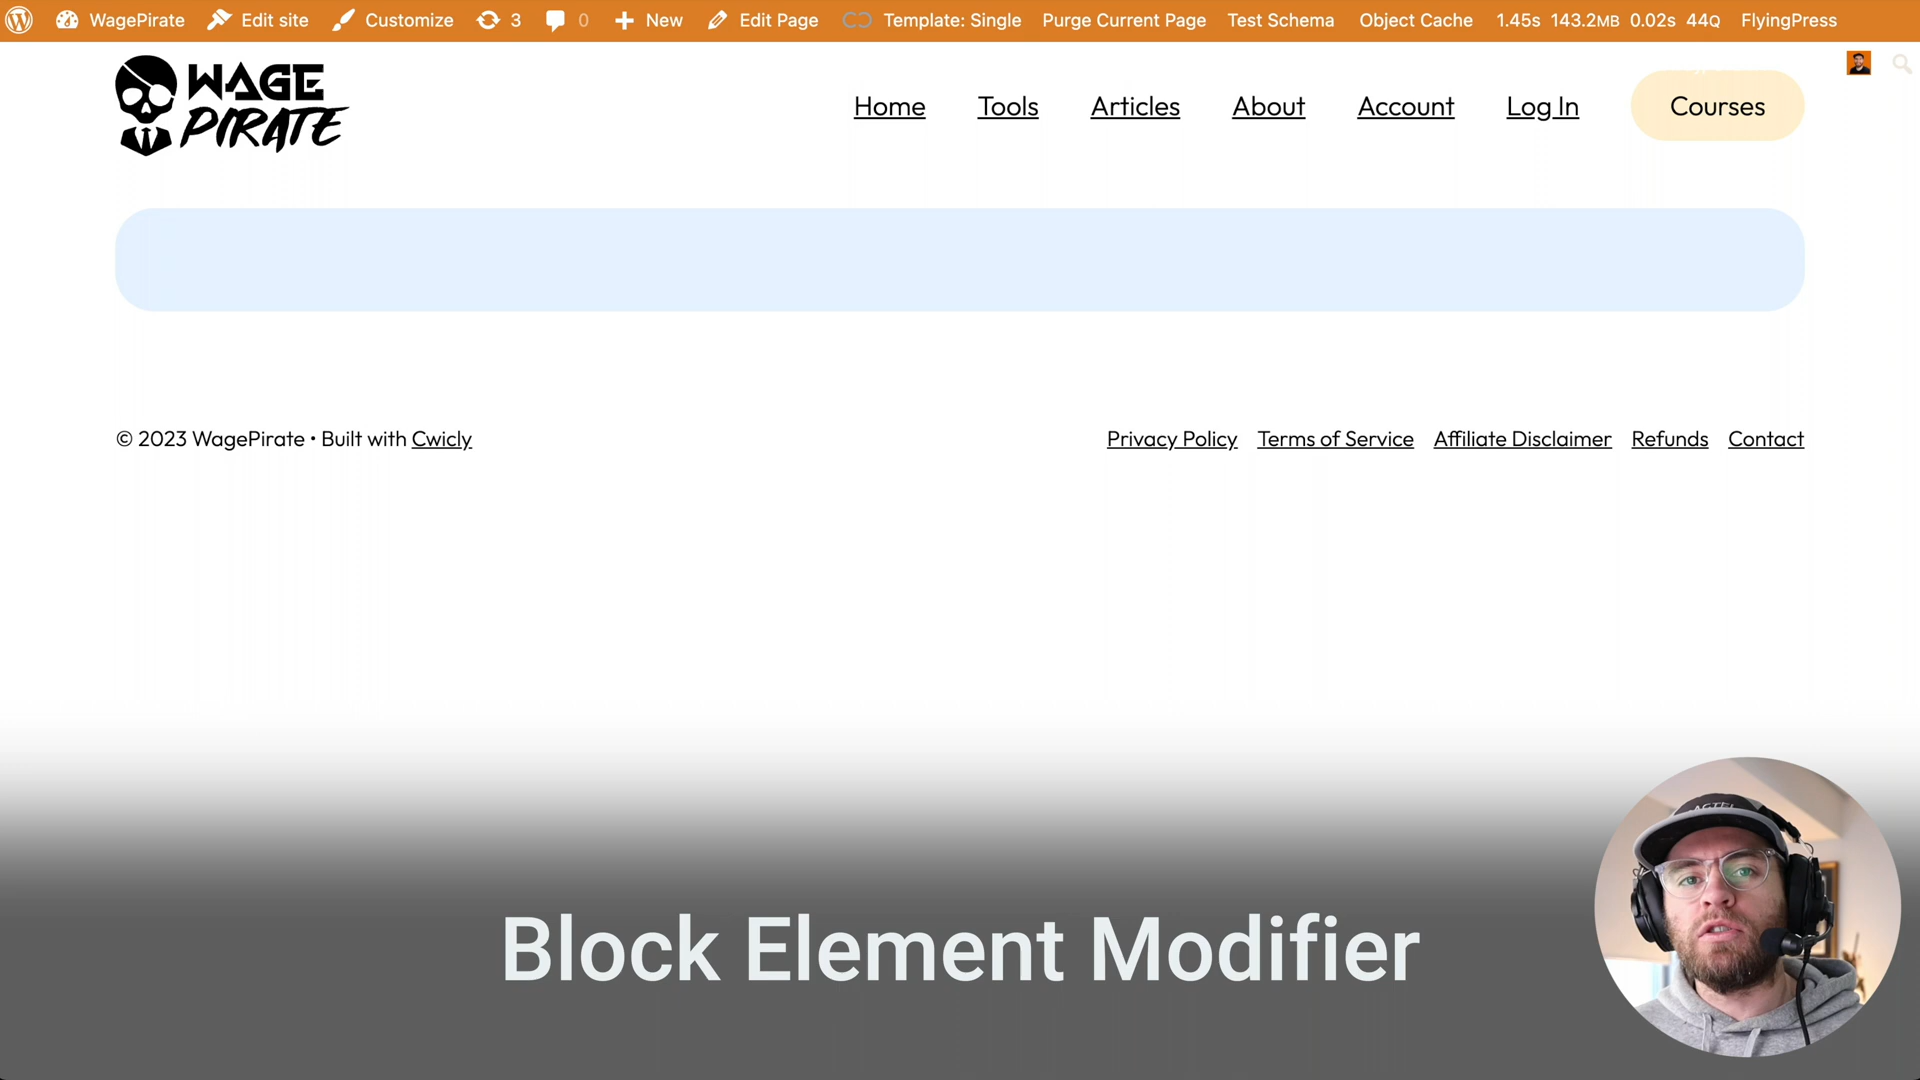 WagePirate Edit site Customize 3 0 New Edit Page Template: Single Purge Current Page Test Schema Object Cache 1.45s 143.2MB 0.02s 44Q FlyingPress
WAGE
PIRATE
Home Tools Articles About Account Log In Courses
© 2023 WagePirate • Built with Cwicly
Privacy Policy Terms of Service Affiliate Disclaimer Refunds Contact
Block Element Modifier